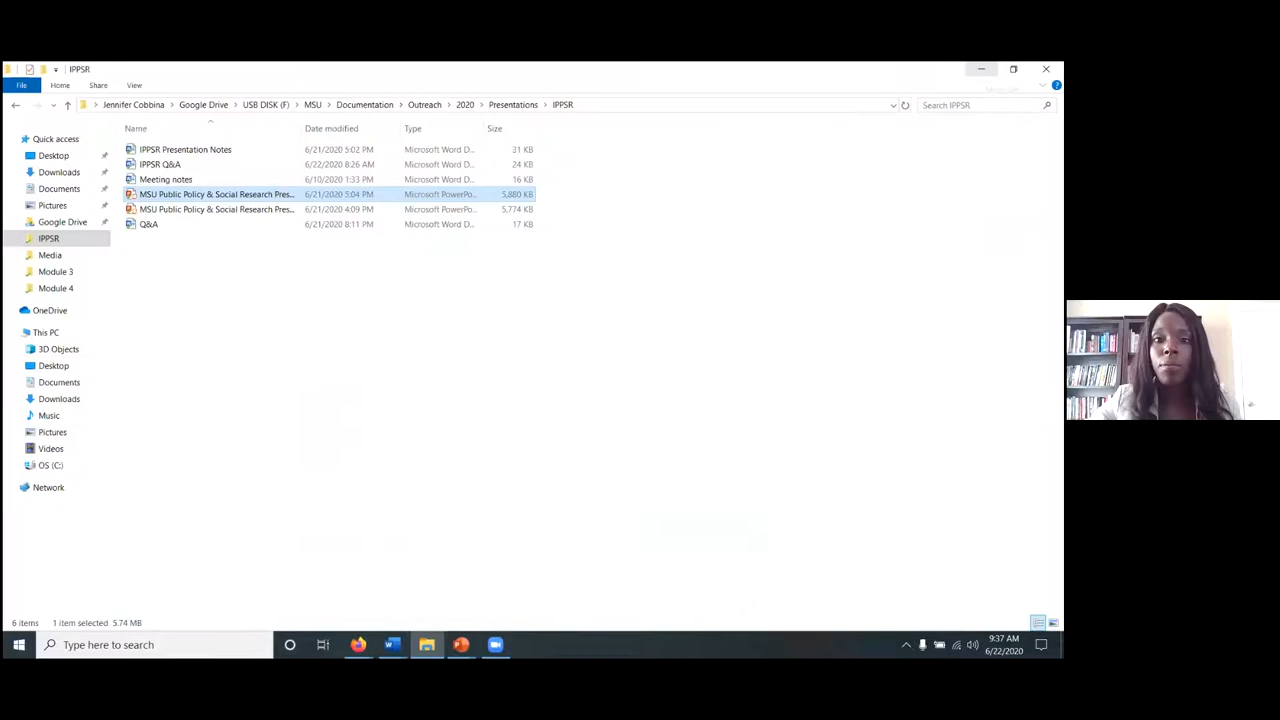 IPPSR
File Home Share View
Jennifer Cobbina > Google Drive > USB DISK (F) > MSU > Documentation > Outreach > 2020 > Presentations > IPPSR
Search IPPSR
Name Date modified Type Size
Quick access
Desktop
Downloads
Documents
Pictures
Google Drive
IPPSR
Media
Module 3
Module 4
OneDrive
This PC
3D Objects
Desktop
Documents
Downloads
Music
Pictures
Videos
OS (C:)
Network
IPPSR Presentation Notes 6/21/2020 5:02 PM Microsoft Word D... 31 KB
IPPSR Q&A 6/22/2020 8:26 AM Microsoft Word D... 24 KB
Meeting notes 6/10/2020 1:33 PM Microsoft Word D... 16 KB
MSU Public Policy & Social Research Pres... 6/21/2020 5:04 PM Microsoft PowerPo... 5,880 KB
MSU Public Policy & Social Research Pres... 6/21/2020 4:09 PM Microsoft PowerPo... 5,774 KB
Q&A 6/21/2020 8:11 PM Microsoft Word D... 17 KB
6 items 1 item selected 5.74 MB
Type here to search
9:37 AM
6/22/2020